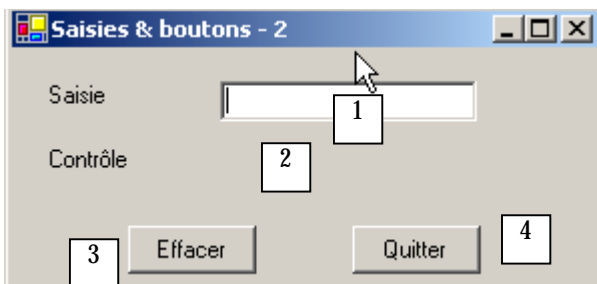 Saisies & boutons - 2
Saisie
1
Contrôle
2
3
Effacer
Quitter
4